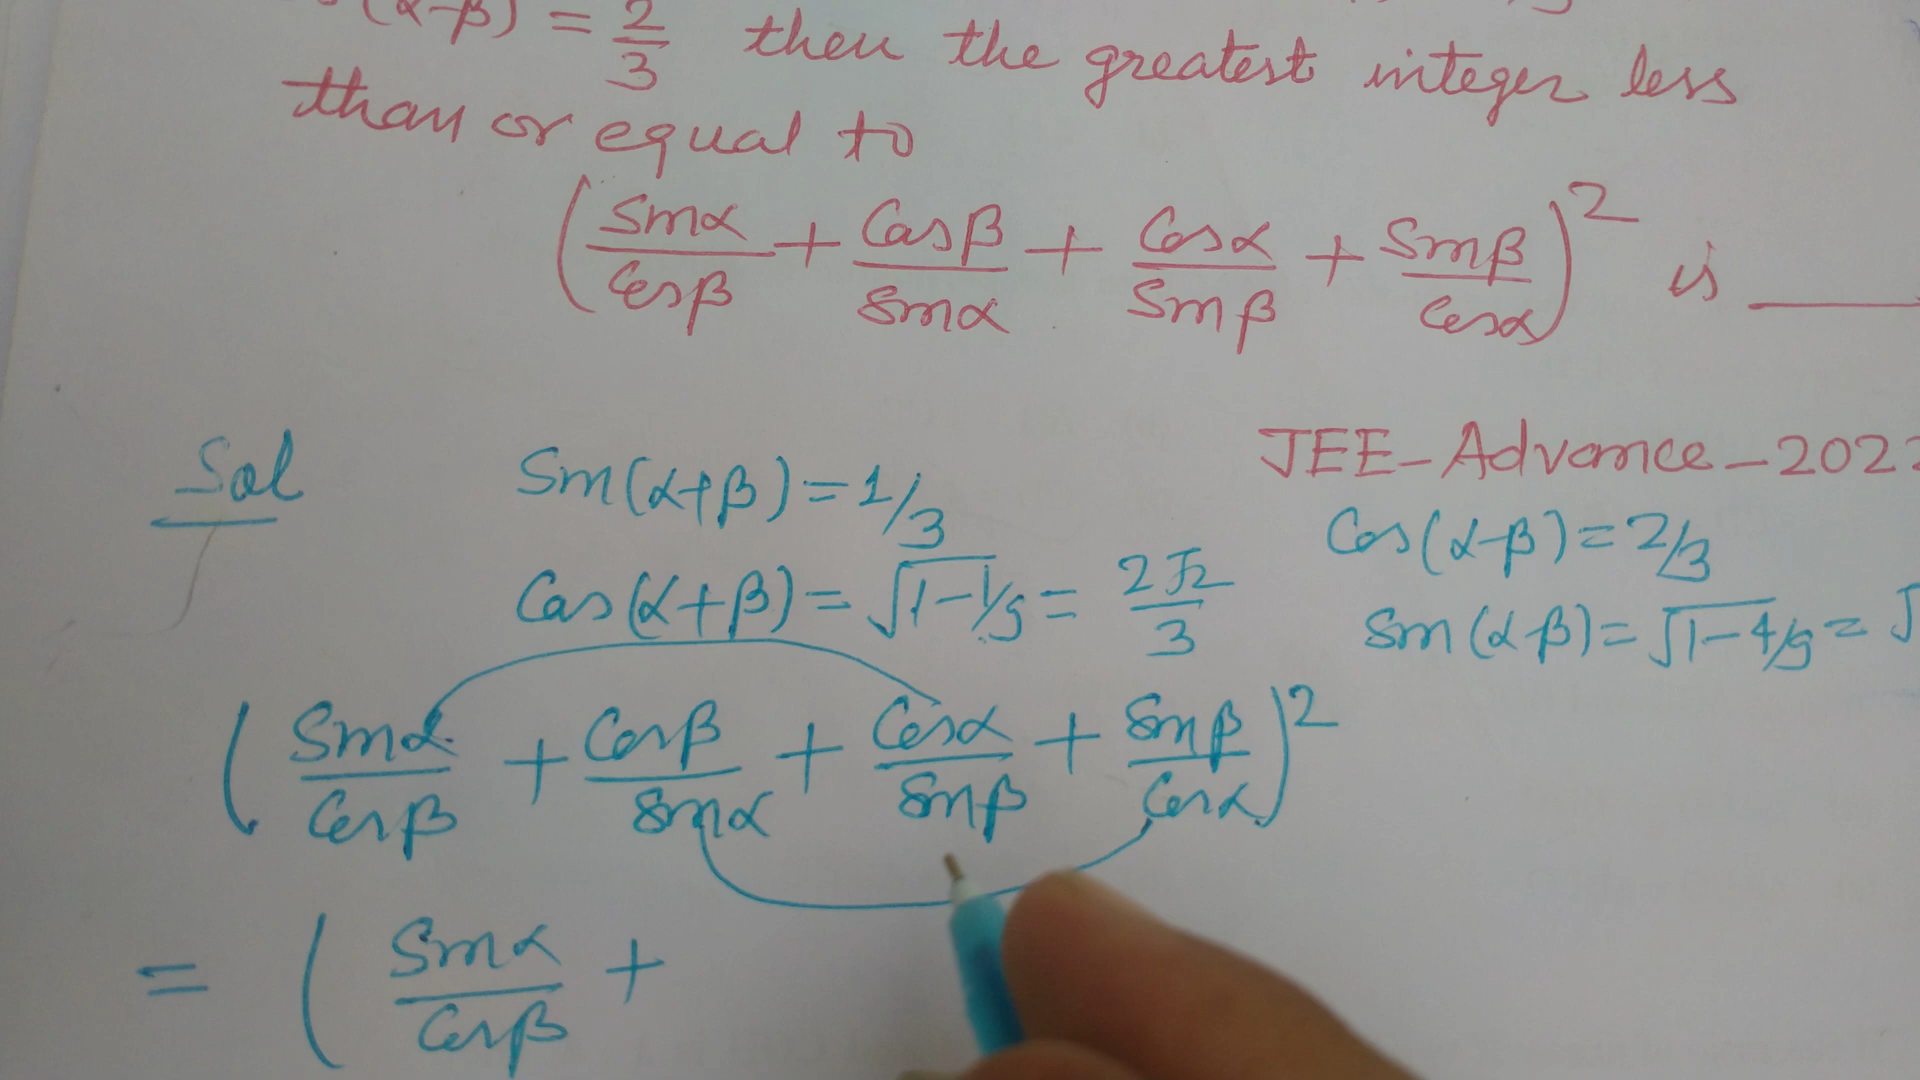 (α-β) = 2/3 then the greatest integer less
than or equal to
(Sinα/Cosβ + Cosβ/Sinα + Cosα/Sinβ + Sinβ/Cosα)² is ____
JEE-Advance-202
Sol Sin(α+β) = 1/3
Cos(α-β) = 2/3
Cos(α+β) = √1-1/9 = 2√2/3
Sin(α-β) = √1-4/9 = √
(Sinα/Cosβ + Cosβ/Sinα + Cosα/Sinβ + Sinβ/Cosα)²
= (Sinα/Cosβ +